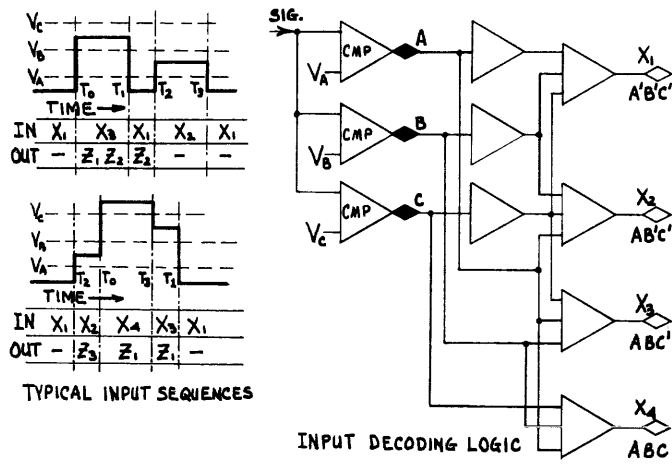 V_C
V_B
V_A
T_0 T_1 T_2 T_3
TIME
IN X_1 X_3 X_1 X_2 X_1
OUT – Z_1 Z_2 Z_2 – –
V_C
V_B
V_A
T_2 T_0 T_3 T_1
TIME
IN X_1 X_2 X_4 X_3 X_1
OUT – Z_3 Z_1 Z_1 –
TYPICAL INPUT SEQUENCES
SIG.
CMP A
V_A
CMP B
V_B
CMP C
V_C
X_1
A'B'C'
X_2
AB'C'
X_3
ABC'
X_4
ABC
INPUT DECODING LOGIC